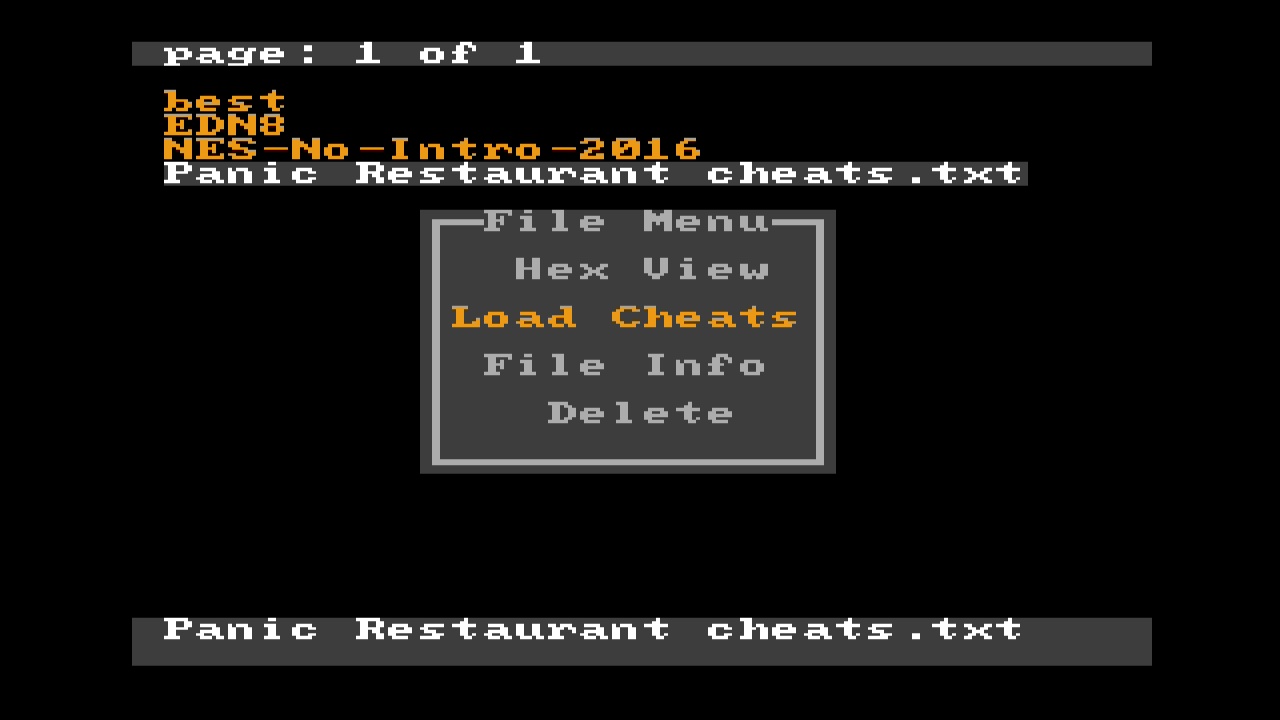 page: 1 of 1
best
EDN8
NES-No-Intro-2016
Panic Restaurant cheats.txt
File Menu
Hex View
Load Cheats
File Info
Delete
Panic Restaurant cheats.txt